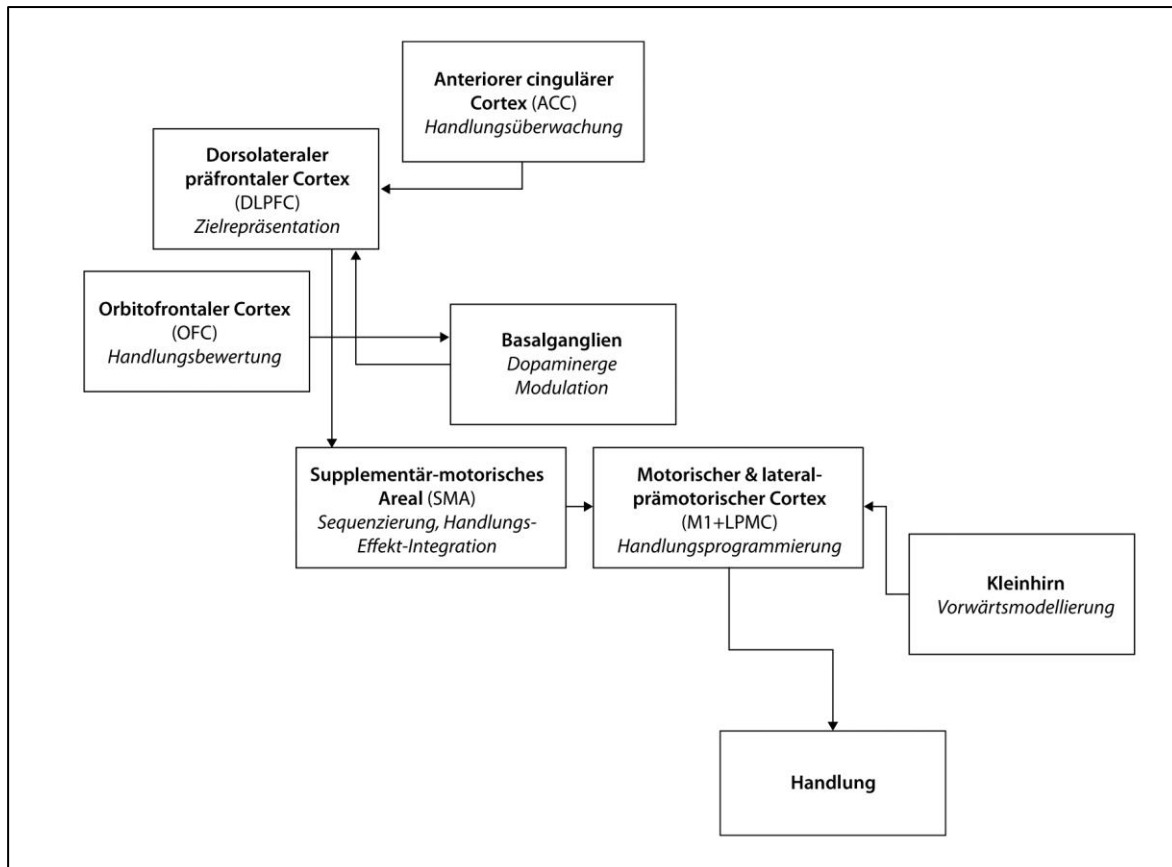 Anteriorer cingulärer
Cortex (ACC)
Handlungsüberwachung
Dorsolateraler
präfrontaler Cortex
(DLPFC)
Zielrepräsentation
Orbitofrontaler Cortex
(OFC)
Handlungsbewertung
Basalganglien
Dopaminerge
Modulation
Supplementär-motorisches
Areal (SMA)
Sequenzierung, Handlungs-
Effekt-Integration
Motorischer & lateral-
prämotorischer Cortex
(M1+LPMC)
Handlungsprogrammierung
Kleinhirn
Vorwärtsmodellierung
Handlung